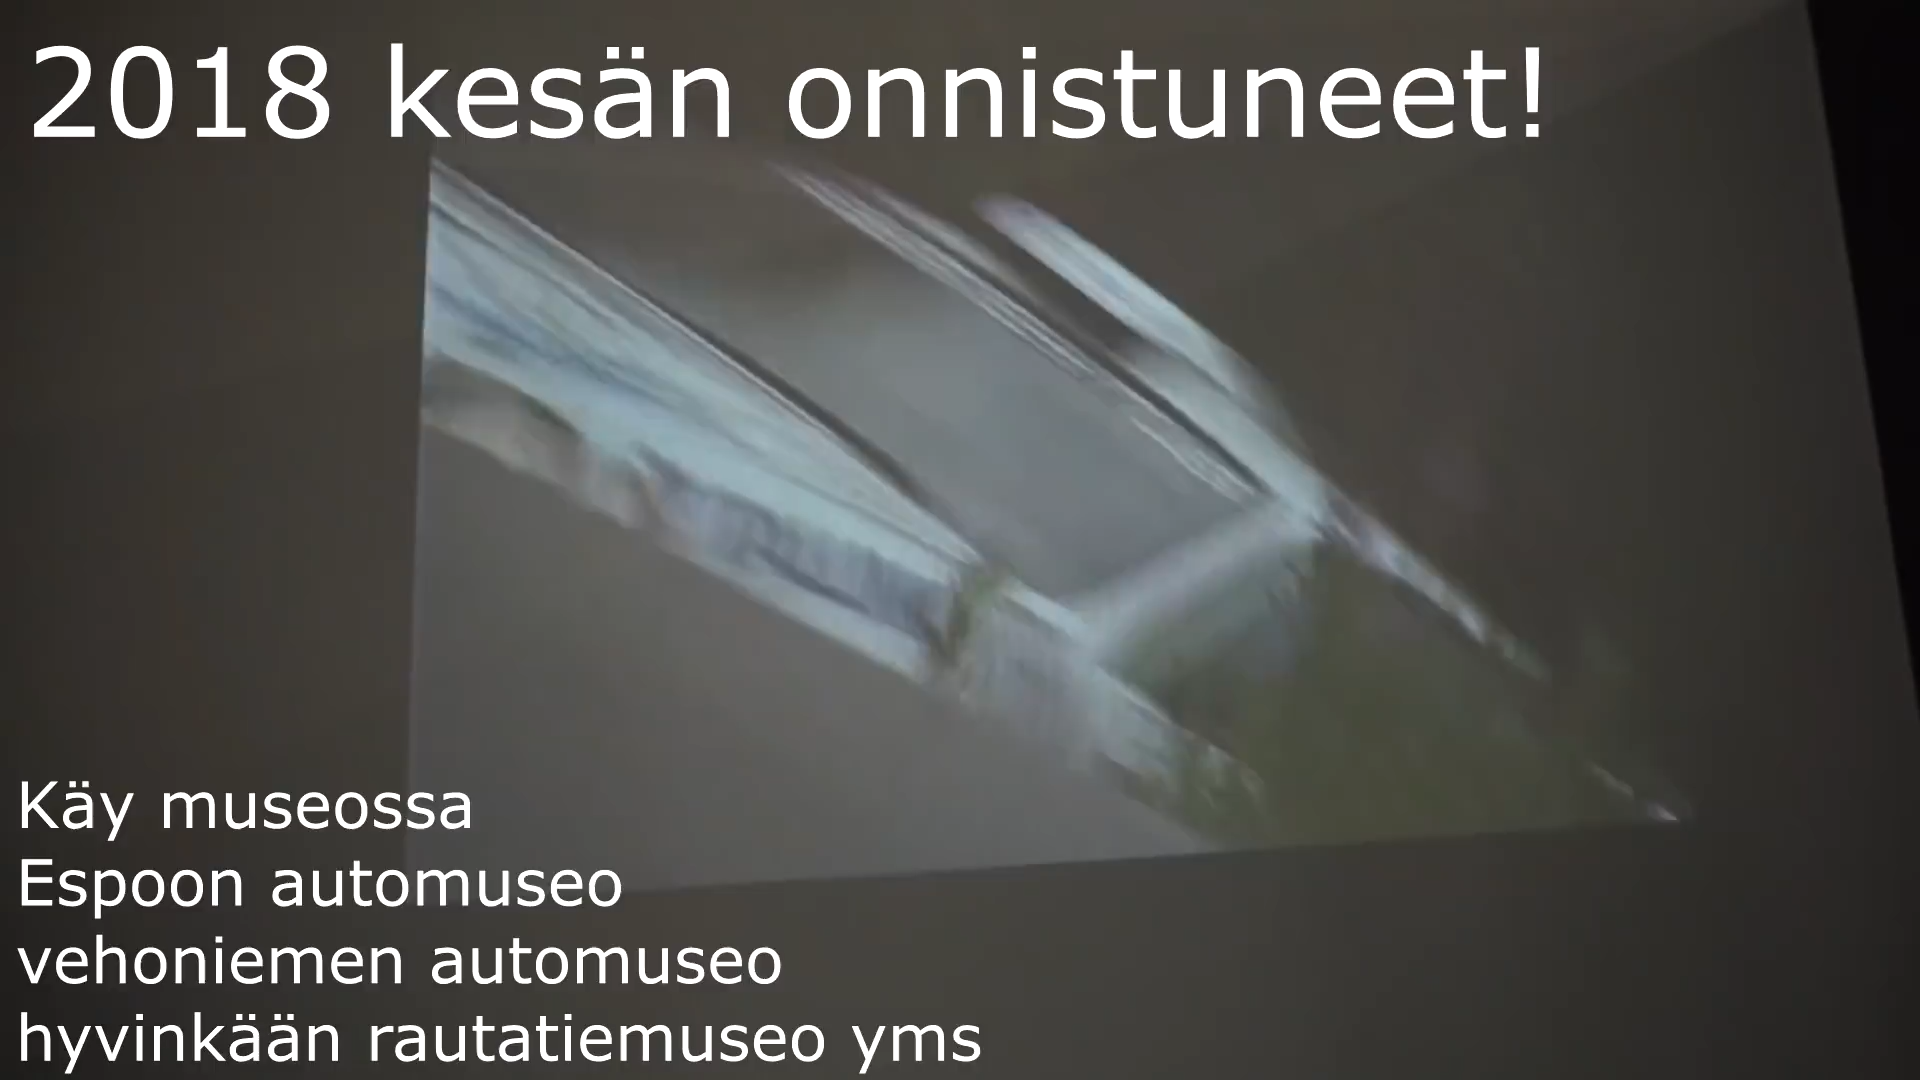 2018 kesän onnistuneet!
Käy museossa
Espoon automuseo
vehoniemen automuseo
hyvinkään rautatiemuseo yms